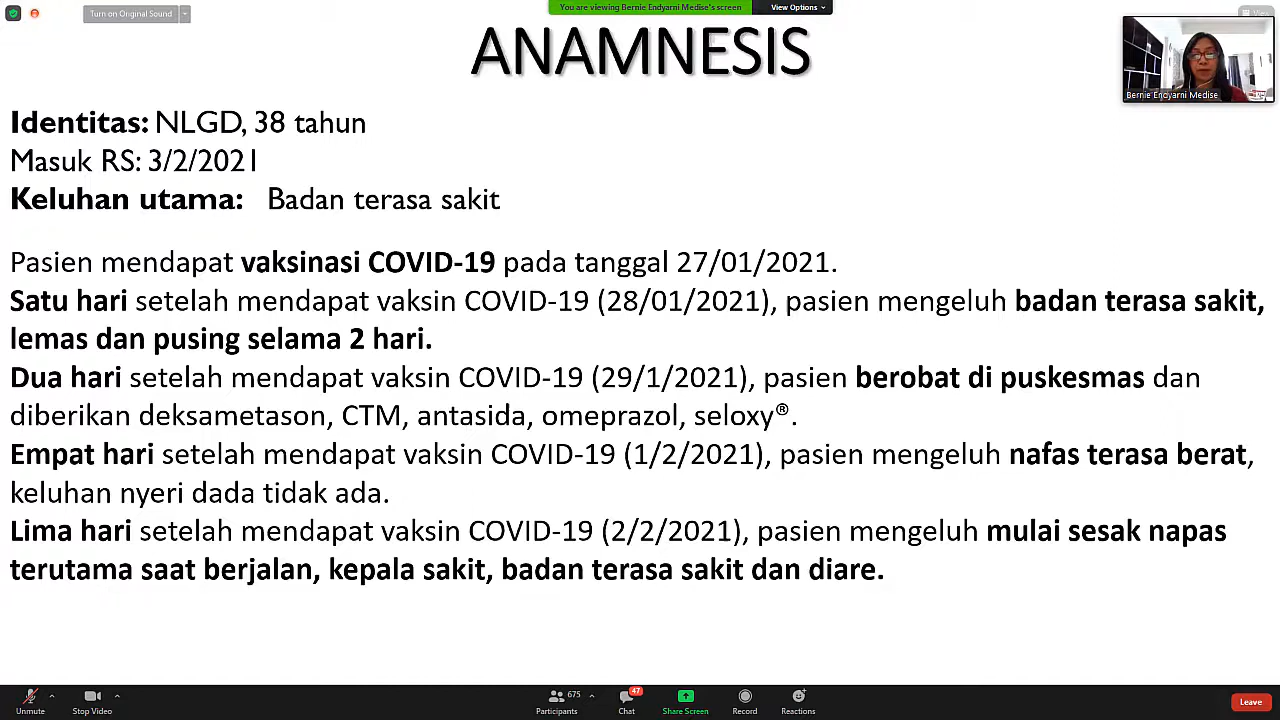 Turn on Original Sound
You are viewing Bernie Endyarni Medise's screen
View Options
View
ANAMNESIS
Bernie Endyarni Medise
Identitas: NLGD, 38 tahun
Masuk RS: 3/2/2021
Keluhan utama: Badan terasa sakit
Pasien mendapat vaksinasi COVID-19 pada tanggal 27/01/2021.
Satu hari setelah mendapat vaksin COVID-19 (28/01/2021), pasien mengeluh badan terasa sakit,
lemas dan pusing selama 2 hari.
Dua hari setelah mendapat vaksin COVID-19 (29/1/2021), pasien berobat di puskesmas dan
diberikan deksametason, CTM, antasida, omeprazol, seloxy®.
Empat hari setelah mendapat vaksin COVID-19 (1/2/2021), pasien mengeluh nafas terasa berat,
keluhan nyeri dada tidak ada.
Lima hari setelah mendapat vaksin COVID-19 (2/2/2021), pasien mengeluh mulai sesak napas
terutama saat berjalan, kepala sakit, badan terasa sakit dan diare.
Unmute
Stop Video
675
Participants
47
Chat
Share Screen
Record
Reactions
Leave